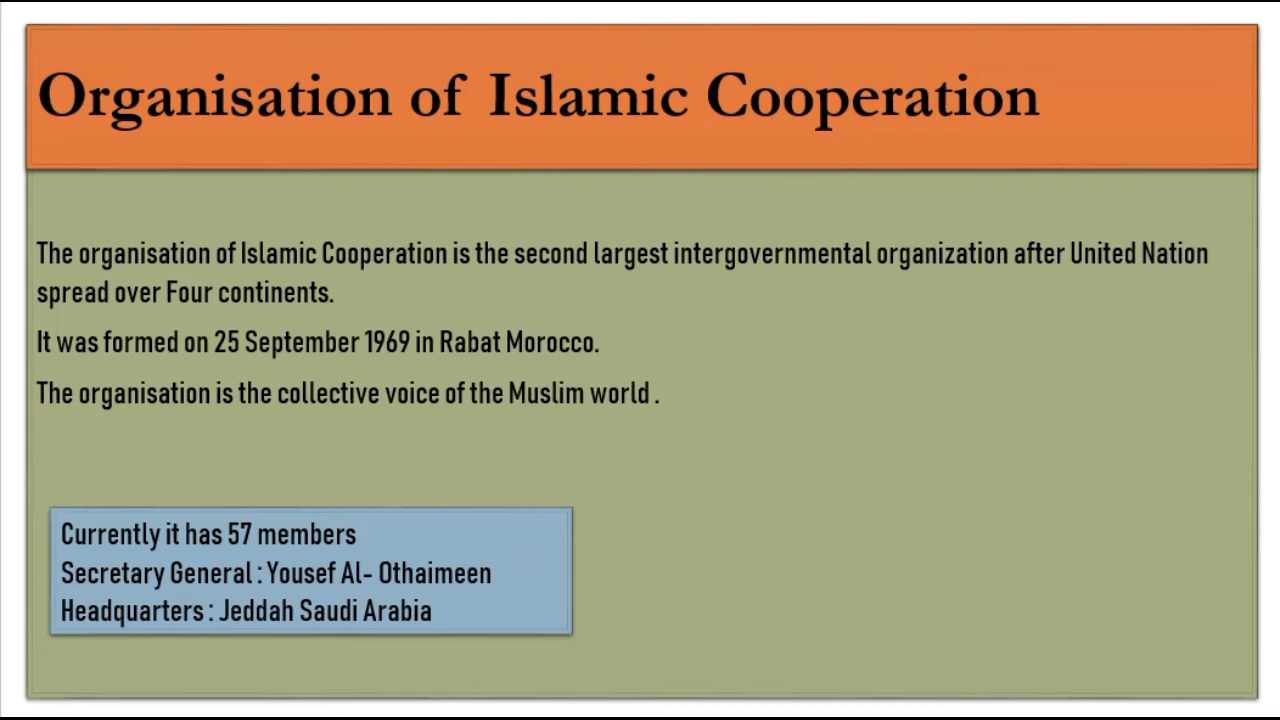 Organisation of Islamic Cooperation
The organisation of Islamic Cooperation is the second largest intergovernmental organization after United Nation
spread over Four continents.
It was formed on 25 September 1969 in Rabat Morocco.
The organisation is the collective voice of the Muslim world .
Currently it has 57 members
Secretary General : Yousef Al- Othaimeen
Headquarters : Jeddah Saudi Arabia